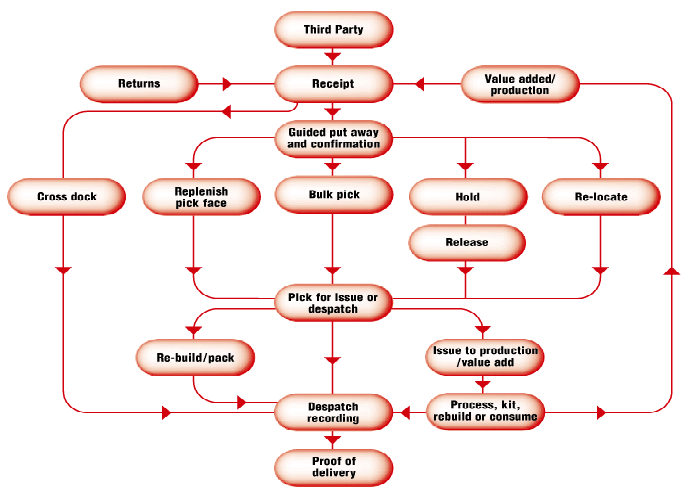 Third Party
Returns
Receipt
Value added/
production
Guided put away
and confirmation
Cross dock
Replenish
pick face
Bulk pick
Hold
Re-locate
Release
Pick for issue or
despatch
Re-build/pack
Issue to production
/value add
Despatch
recording
Process, kit,
rebuild or consume
Proof of
delivery